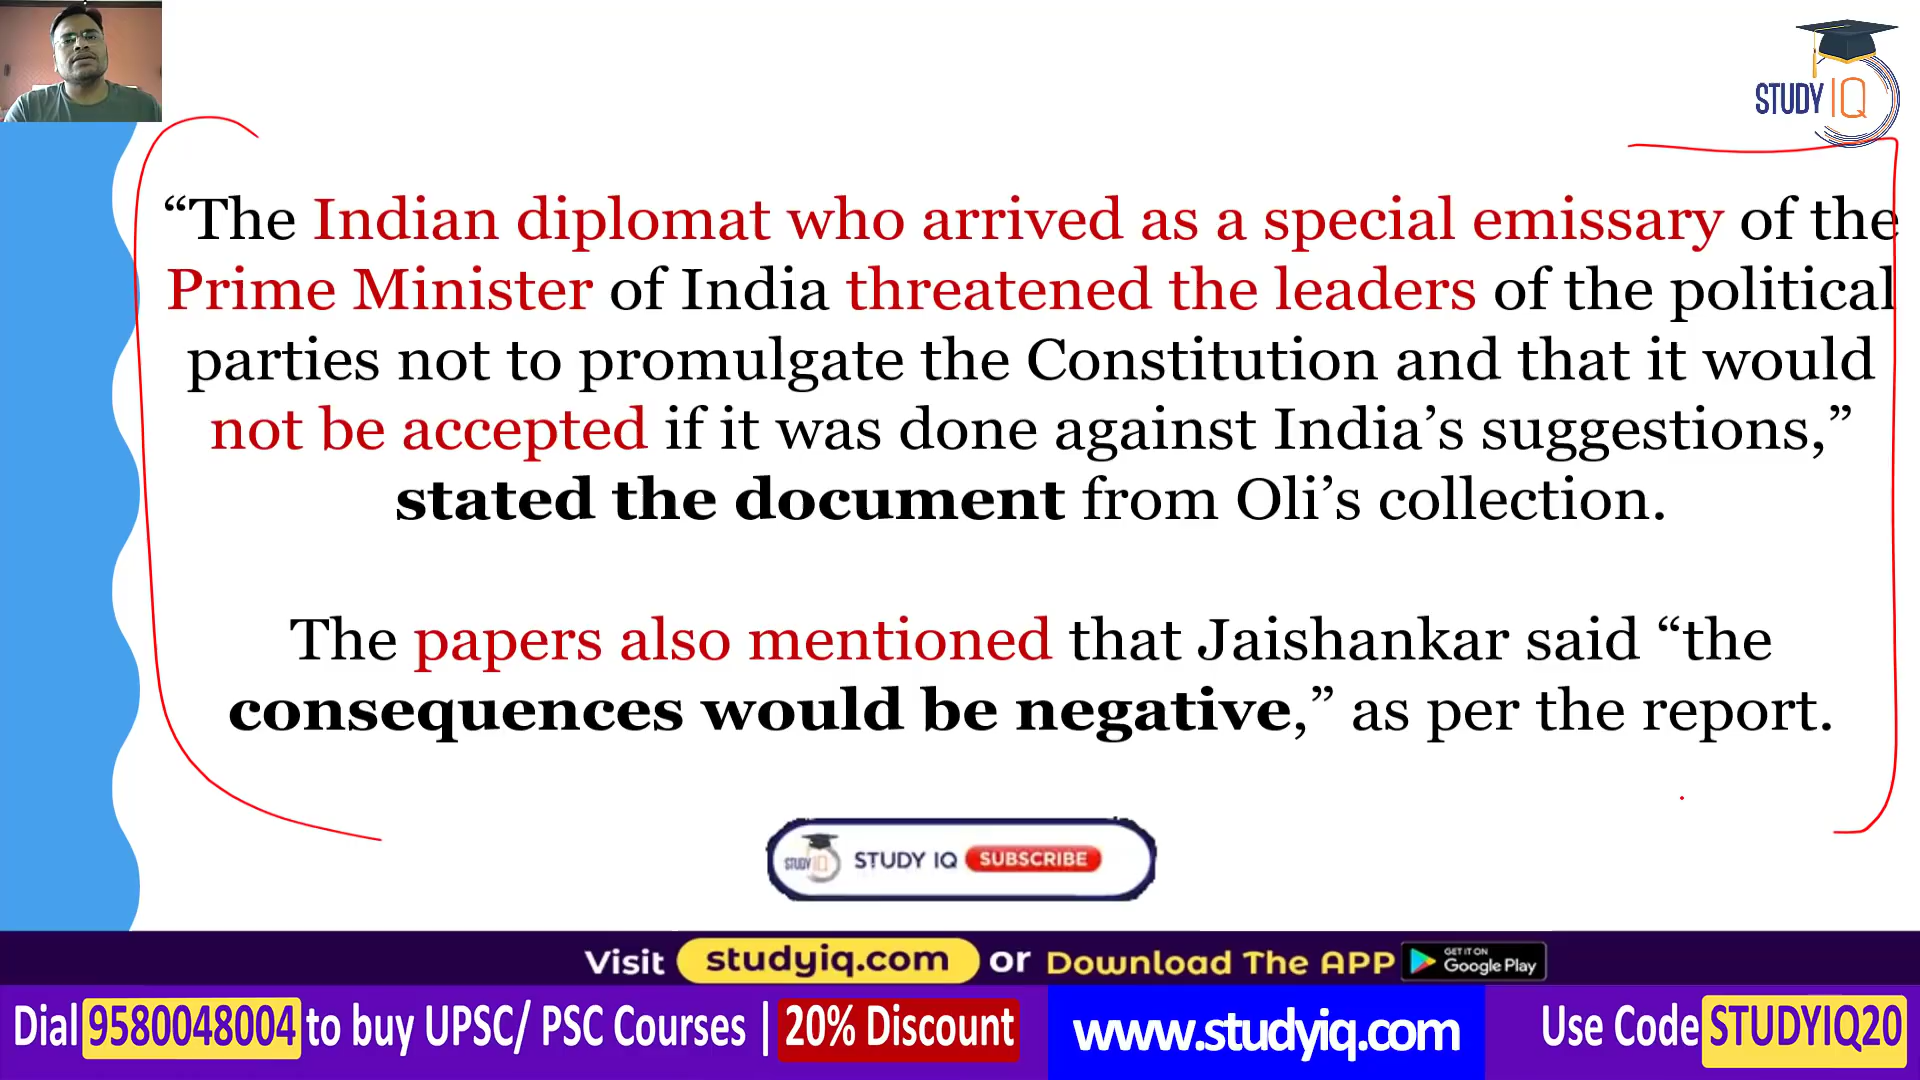 STUDY IQ
“The Indian diplomat who arrived as a special emissary of the
Prime Minister of India threatened the leaders of the political
parties not to promulgate the Constitution and that it would
not be accepted if it was done against India’s suggestions,”
stated the document from Oli’s collection.
The papers also mentioned that Jaishankar said “the
consequences would be negative,” as per the report.
STUDY IQ STUDY IQ SUBSCRIBE
Visit studyiq.com or Download The APP GET IT ON Google Play
Dial 9580048004 to buy UPSC/ PSC Courses | 20% Discount www.studyiq.com Use Code STUDYIQ20